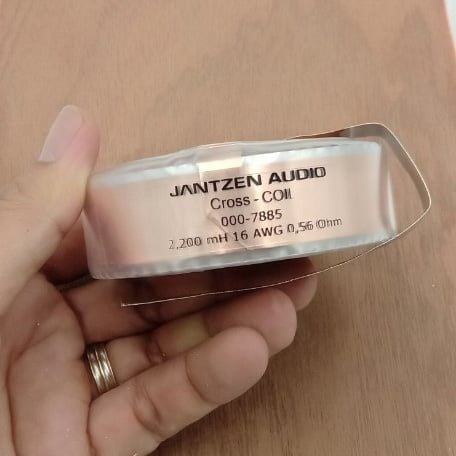 JANTZEN AUDIO
Cross - COIL
000-7885
2,200 mH 16 AWG 0,56 Ohm